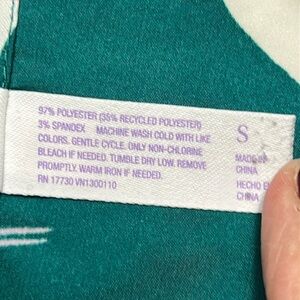 97% POLYESTER (35% RECYCLED POLYESTER)
3% SPANDEX MACHINE WASH COLD WITH LIKE
COLORS. GENTLE CYCLE. ONLY NON-CHLORINE
BLEACH IF NEEDED. TUMBLE DRY LOW. REMOVE
PROMPTLY. WARM IRON IF NEEDED.
RN 17730 VN1300110
S
MADE IN
CHINA
HECHO E
CHINA